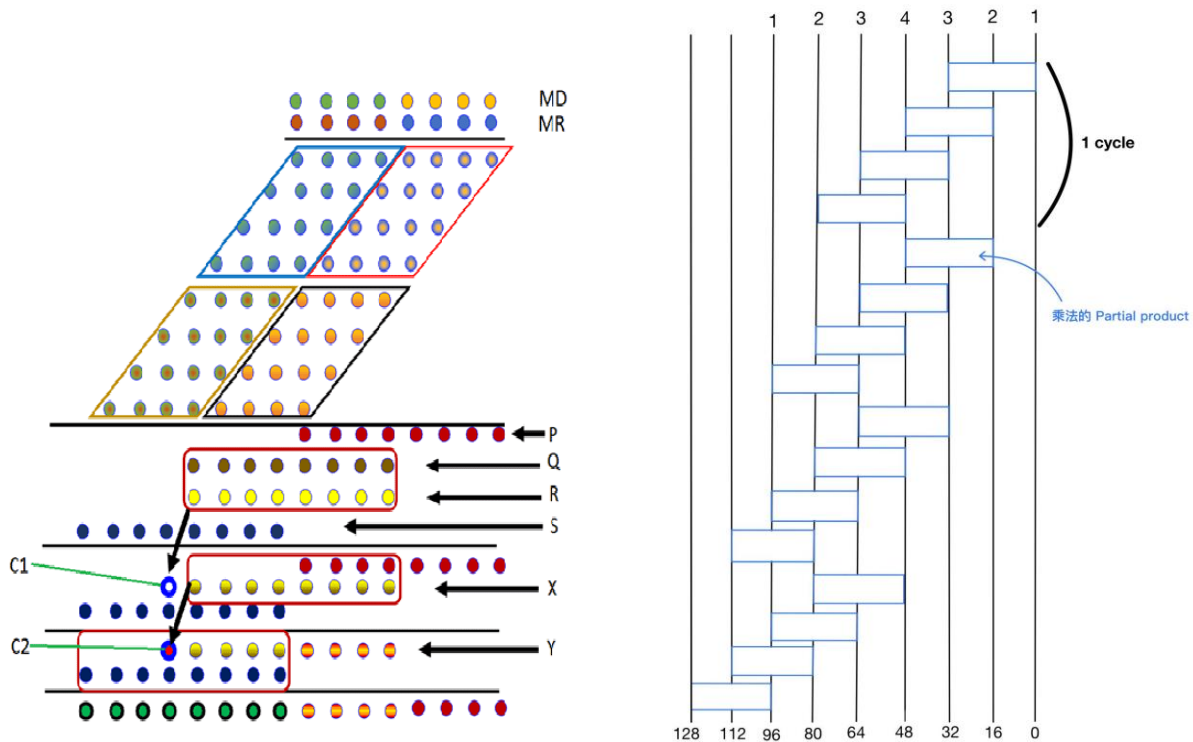 MD
MR
P
Q
R
S
C1
X
C2
Y
1 2 3 4 3 2 1
1 cycle
乘法的 Partial product
128 112 96 80 64 48 32 16 0